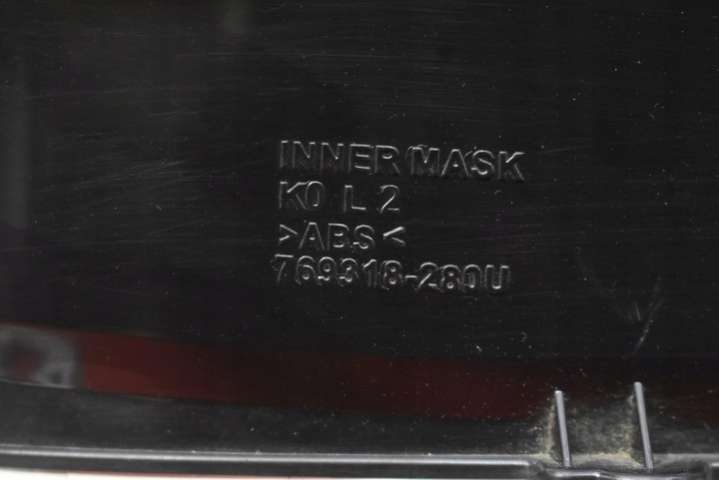 INNER MASK
K0 L 2
>ABS<
769318-280U